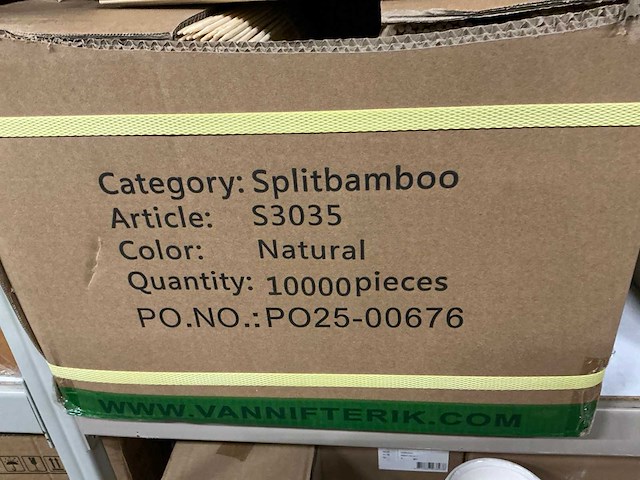 Category: Splitbamboo
Article: S3035
Color: Natural
Quantity: 10000pieces
PO.NO.:PO25-00676
WWW.VANNIFTERIK.COM